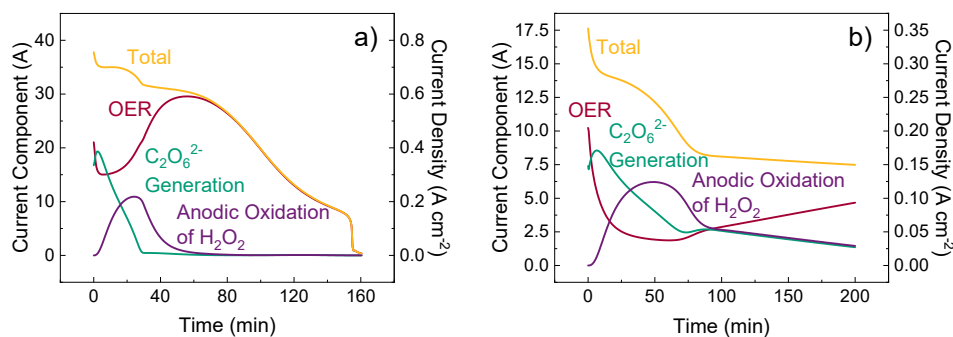 a)
Total
OER
C₂O₆²⁻
Generation
Anodic Oxidation
of H₂O₂
Current Component (A)
40
30
20
10
0
Current Density (A cm⁻²)
0.8
0.6
0.4
0.2
0.0
0 40 80 120 160
Time (min)
b)
Total
OER
C₂O₆²⁻
Generation
Anodic Oxidation
of H₂O₂
Current Component (A)
17.5
15.0
12.5
10.0
7.5
5.0
2.5
0.0
Current Density (A cm⁻²)
0.35
0.30
0.25
0.20
0.15
0.10
0.05
0.00
0 50 100 150 200
Time (min)